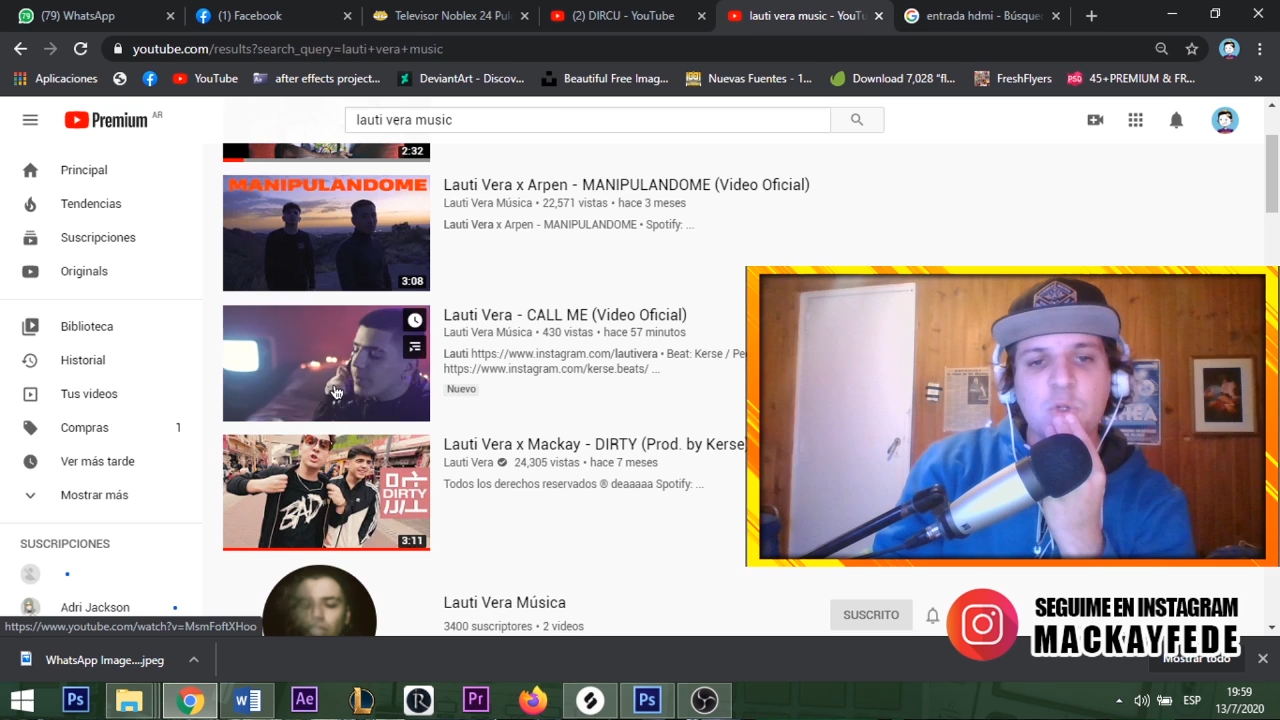 (79) WhatsApp
(1) Facebook
Televisor Noblex 24 Pul
(2) DIRCU - YouTube
lauti vera music - YouTu
entrada hdmi - Búsque
youtube.com/results?search_query=lauti+vera+music
Aplicaciones
YouTube
after effects project...
DeviantArt - Discov...
Beautiful Free Imag...
Nuevas Fuentes - 1...
Download 7,028 “fl...
FreshFlyers
45+PREMIUM & FR...
Premium AR
lauti vera music
Principal
Tendencias
Suscripciones
Originals
Biblioteca
Historial
Tus videos
Compras 1
Ver más tarde
Mostrar más
SUSCRIPCIONES
Adri Jackson
2:32
MANIPULANDOME
3:08
Lauti Vera x Arpen - MANIPULANDOME (Video Oficial)
Lauti Vera Música • 22,571 vistas • hace 3 meses
Lauti Vera x Arpen - MANIPULANDOME • Spotify: ...
Lauti Vera - CALL ME (Video Oficial)
Lauti Vera Música • 430 vistas • hace 57 minutos
Lauti https://www.instagram.com/lautivera • Beat: Kerse / Pe
https://www.instagram.com/kerse.beats/ ...
Nuevo
BAD
DIRTY
3:11
Lauti Vera x Mackay - DIRTY (Prod. by Kerse
Lauti Vera 24,305 vistas • hace 7 meses
Todos los derechos reservados ® deaaaaa Spotify: ...
Lauti Vera Música
3400 suscriptores • 2 videos
SUSCRITO
SEGUIME EN INSTAGRAM
MACKAYFEDE
https://www.youtube.com/watch?v=MsmFoftXHoo
WhatsApp Image....jpeg
Mostrar todo
ESP
19:59
13/7/2020